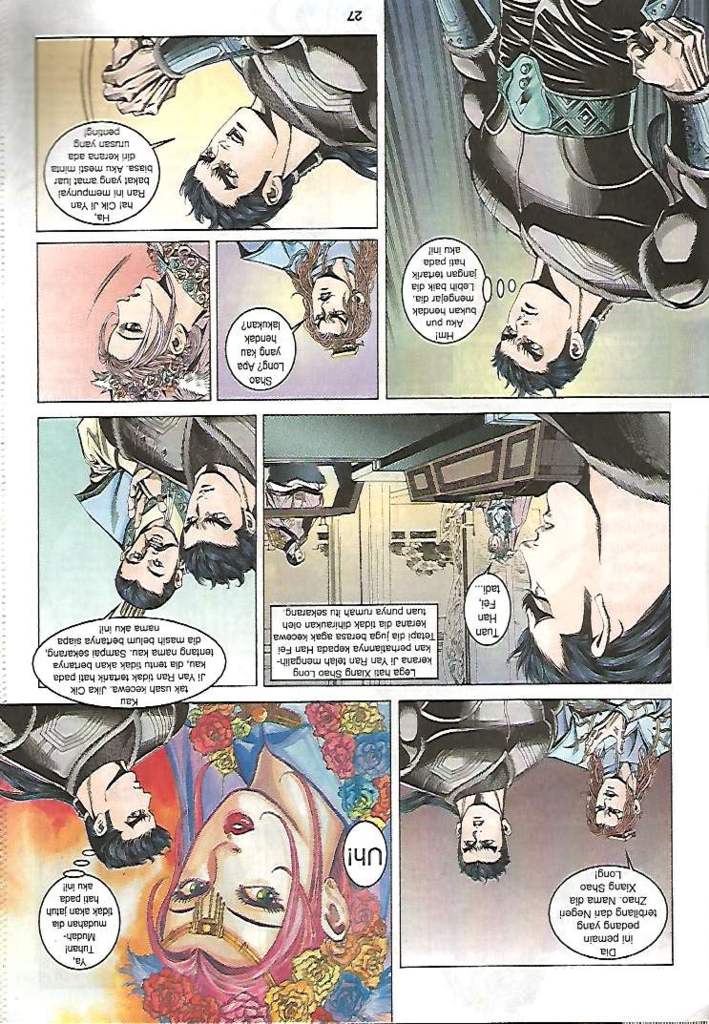 Dia
ini pemain
pedang yang
terbilang dari Negeri
Zhao. Nama dia
Xiang Shao
Long!
Uh!
Ya,
Tuhan!
Mudah-
mudahan dia
tidak akan jatuh
hati pada
aku ini!
Lega hati Xiang Shao Long
kerana Ji Yan Ran telah mengalih-
kan perhatiannya kepada Han Fei
Tetapi dia juga berasa agak kecewa
kerana dia tidak dihiraukan oleh
tuan punya rumah itu sekarang
Tuan
Han
Fei,
tadi...
Kau
tak usah kecewa. Jika Cik
Ji Yan Ran tidak tertarik hati pada
kau, dia tentu tidak akan bertanya
tentang nama kau. Sampai sekarang,
dia masih belum bertanya siapa
nama aku ini!
Hm!
Aku pun
bukan hendak
mengejar dia.
Lebih baik dia
jangan tertarik
hati pada
aku ini!
Shao
Long? Apa
yang kau
hendak
lakukan?
Ha,
ha! Cik Ji Yan
Ran ini mempunyai
bakat yang amat luar
biasa. Aku mesti minta
diri kerana ada
urusan yang
penting!
27